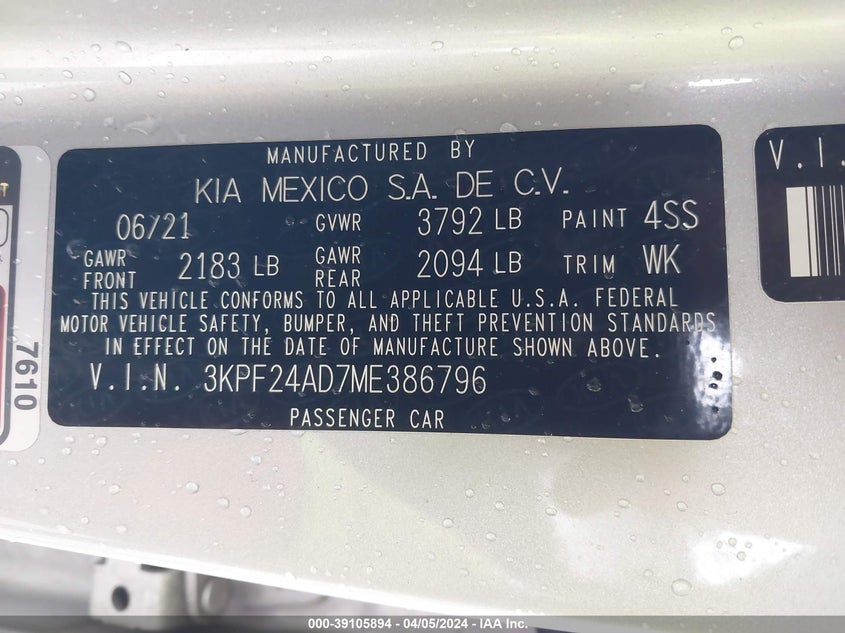 MANUFACTURED BY
KIA MEXICO S.A. DE C.V.
06/21 GVWR 3792 LB PAINT 4SS
GAWR FRONT 2183 LB GAWR REAR 2094 LB TRIM WK
THIS VEHICLE CONFORMS TO ALL APPLICABLE U.S.A. FEDERAL
MOTOR VEHICLE SAFETY, BUMPER, AND THEFT PREVENTION STANDARDS
IN EFFECT ON THE DATE OF MANUFACTURE SHOWN ABOVE.
V.I.N. 3KPF24AD7ME386796
PASSENGER CAR
7610
V.I.
000-39105894 - 04/05/2024 - IAA Inc.